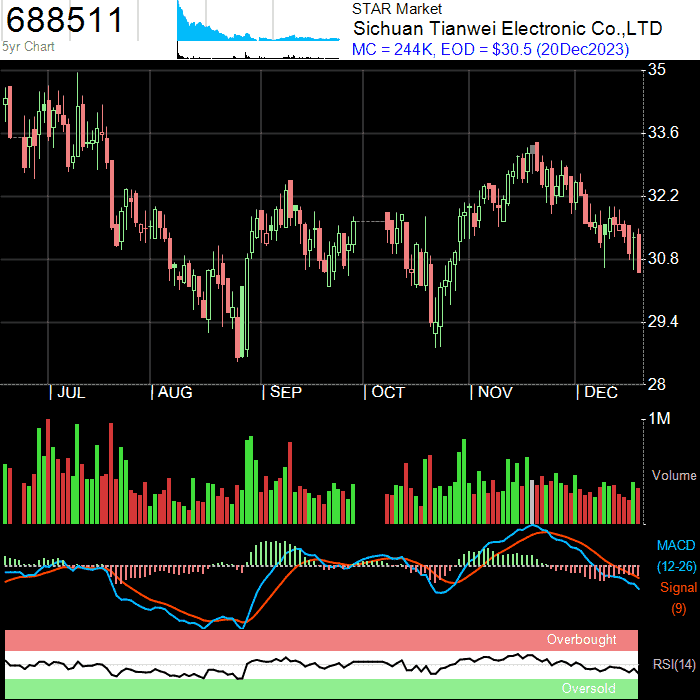 688511
5yr Chart
STAR Market
Sichuan Tianwei Electronic Co.,LTD
MC = 244K, EOD = $30.5 (20Dec2023)
35
33.6
32.2
30.8
29.4
28
| JUL | AUG | SEP | OCT | NOV | DEC
1M
Volume
MACD
(12-26)
Signal
(9)
Overbought
RSI(14)
Oversold